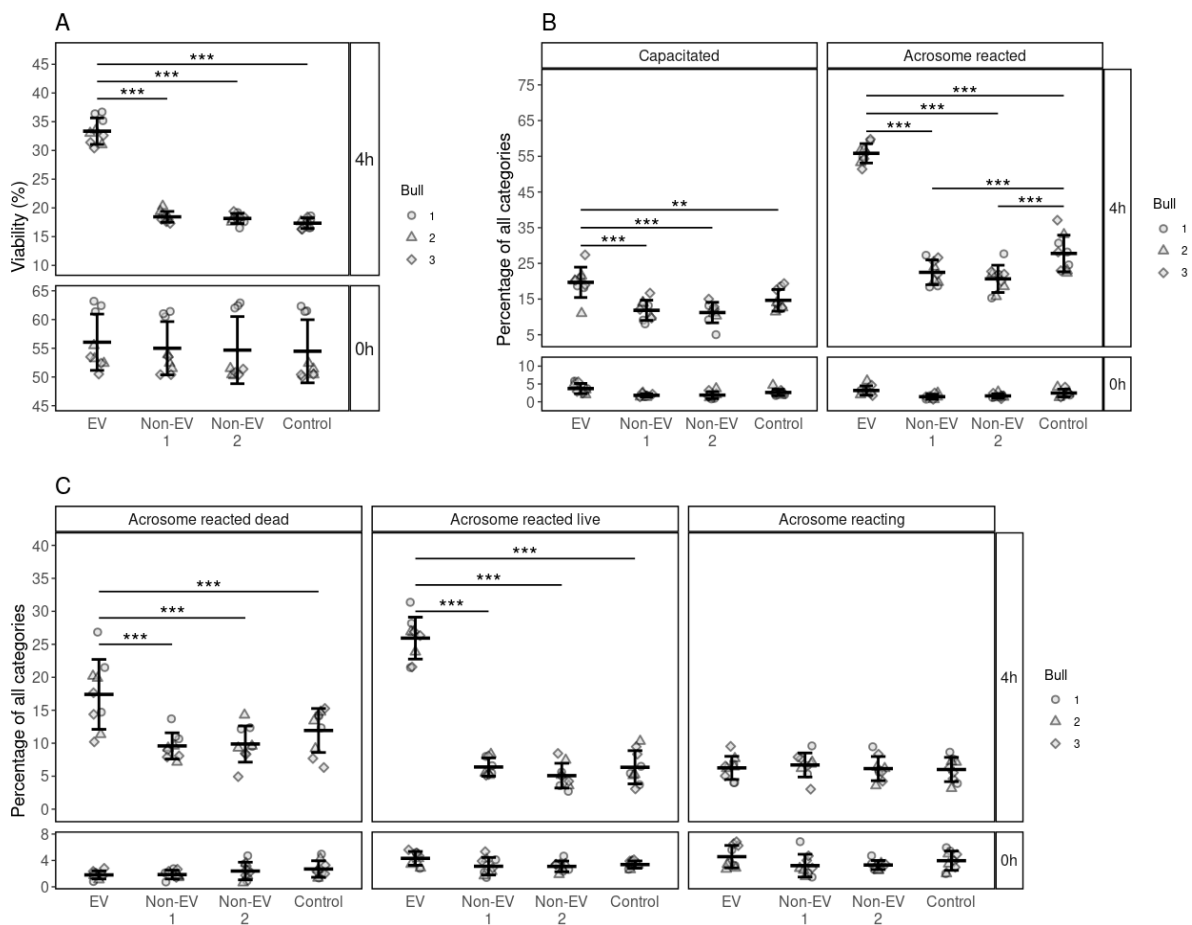 A
Viability (%)
45
40
35
30
25
20
15
10
***
***
***
4h
65
60
55
50
45
0h
EV
Non-EV
1
Non-EV
2
Control
Bull
1
2
3
B
Capacitated
Acrosome reacted
Percentage of all categories
75
65
55
45
35
25
15
5
**
***
***
***
***
***
***
***
4h
10
5
0
0h
EV
Non-EV
1
Non-EV
2
Control
EV
Non-EV
1
Non-EV
2
Control
Bull
1
2
3
C
Acrosome reacted dead
Acrosome reacted live
Acrosome reacting
Percentage of all categories
40
35
30
25
20
15
10
5
0
***
***
***
***
***
***
4h
8
4
0
0h
EV
Non-EV
1
Non-EV
2
Control
EV
Non-EV
1
Non-EV
2
Control
EV
Non-EV
1
Non-EV
2
Control
Bull
1
2
3